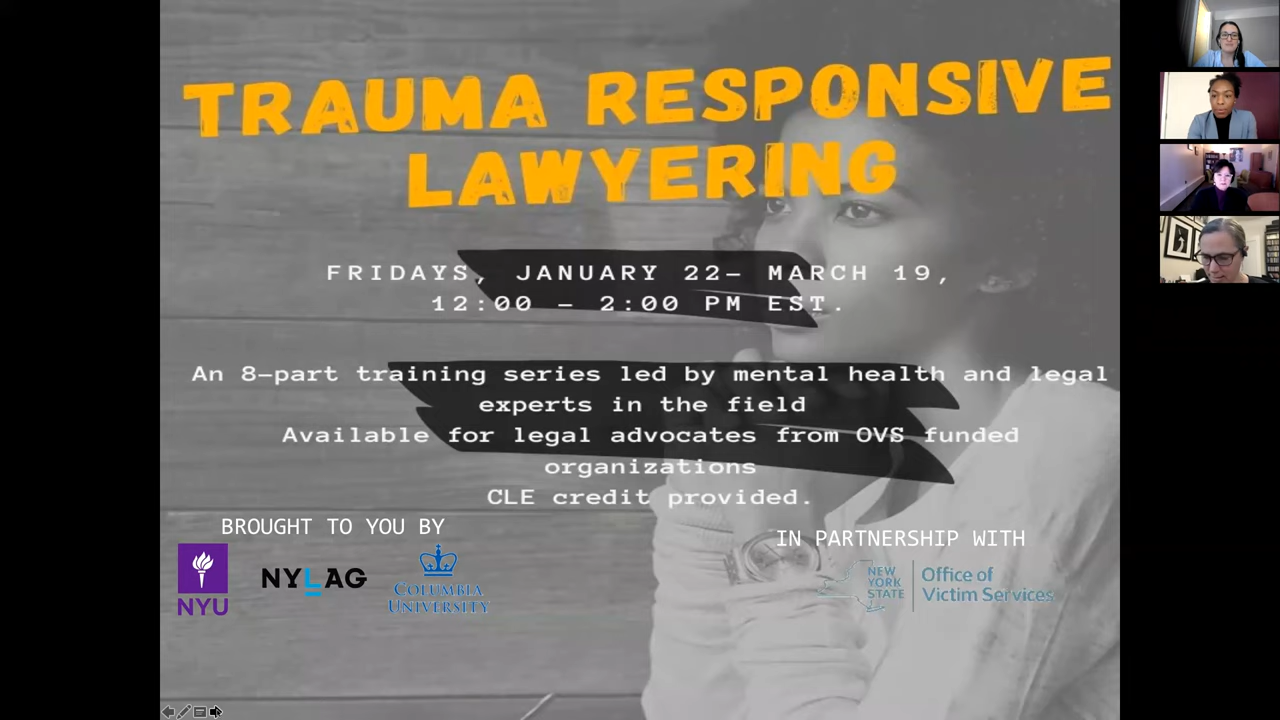 TRAUMA RESPONSIVE
LAWYERING
FRIDAYS, JANUARY 22– MARCH 19,
12:00 – 2:00 PM EST.
An 8–part training series led by mental health and legal
experts in the field
Available for legal advocates from OVS funded
organizations
CLE credit provided.
BROUGHT TO YOU BY
NYU
NYLAG
COLUMBIA
UNIVERSITY
IN PARTNERSHIP WITH
NEW
YORK
STATE
Office of
Victim Services